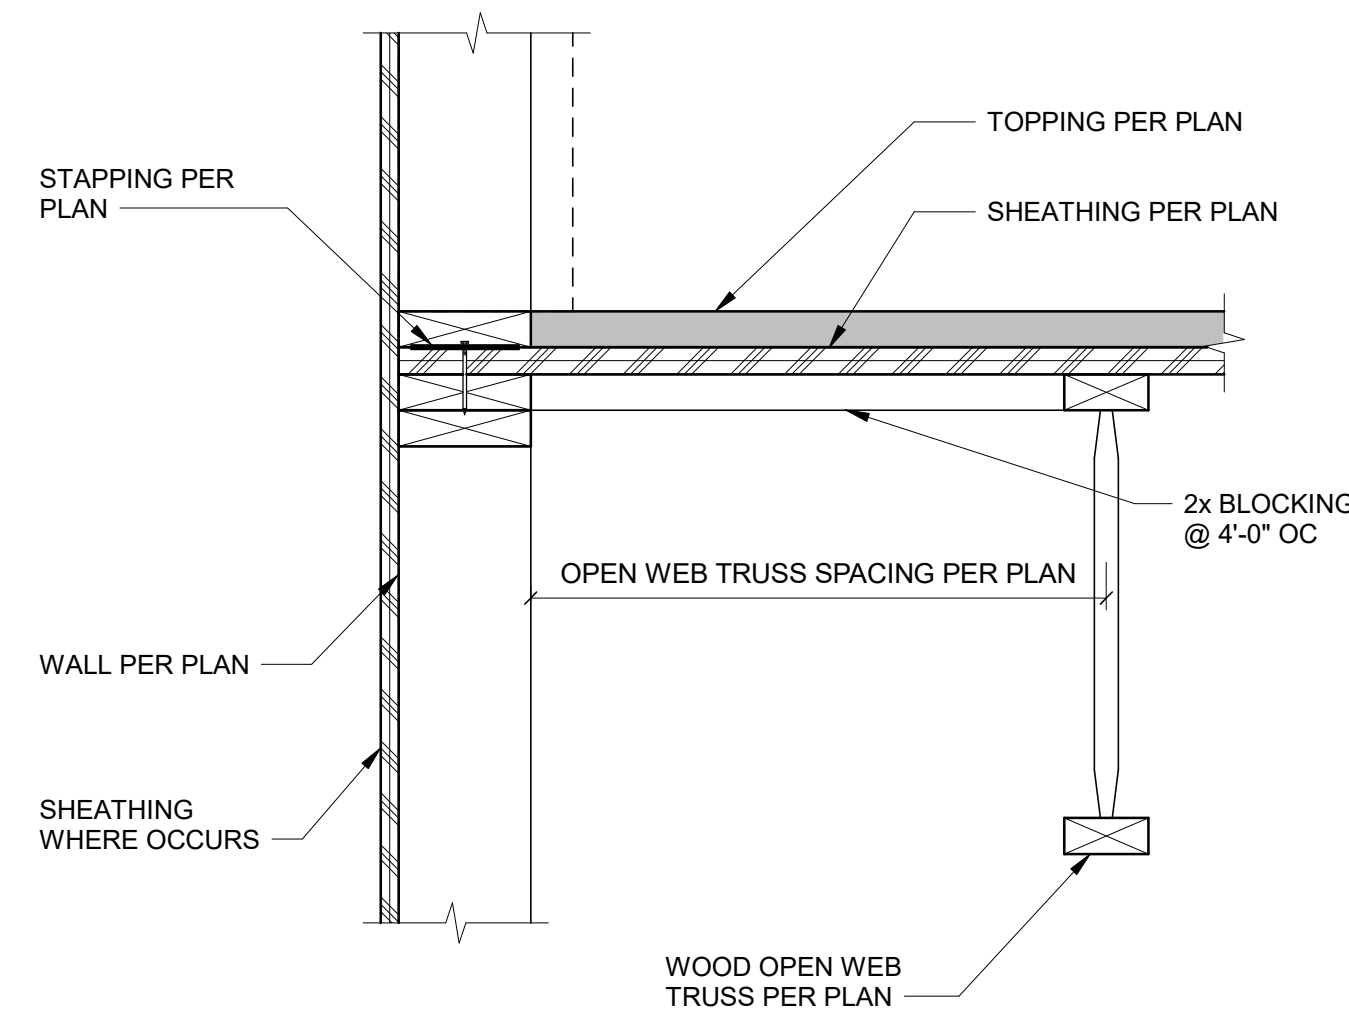 TOPPING PER PLAN
STAPPING PER
PLAN
SHEATHING PER PLAN
2x BLOCKING
@ 4'-0" OC
OPEN WEB TRUSS SPACING PER PLAN
WALL PER PLAN
SHEATHING
WHERE OCCURS
WOOD OPEN WEB
TRUSS PER PLAN